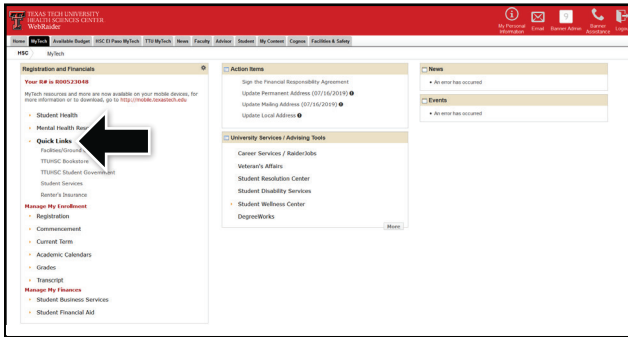 TEXAS TECH UNIVERSITY
HEALTH SCIENCES CENTER
WebRaider
My Personal Information
Email
9
Banner Admin
Banner Assistance
Logout
Home MyTech Available Budget HSC El Paso MyTech TTU MyTech News Faculty Advisor Student My Content Cognos Facilities & Safety
HSC MyTech
Registration and Financials
Your R# is R00523048
MyTech resources and more are now available on your mobile devices, for
more information or to download, go to http://mobile.texastech.edu
Student Health
Mental Health
Quick Links
Facilities/Ground
TTUHSC Bookstore
TTUHSC Student Government
Student Services
Renter's Insurance
Manage My Enrollment
Registration
Commencement
Current Term
Academic Calendars
Grades
Transcript
Manage My Finances
Student Business Services
Student Financial Aid
Action Items
Sign the Financial Responsibility Agreement
Update Permanent Address (07/16/2019)
Update Mailing Address (07/16/2019)
Update Local Address
University Services / Advising Tools
Career Services / RaiderJobs
Veteran's Affairs
Student Resolution Center
Student Disability Services
Student Wellness Center
DegreeWorks
More
News
An error has occurred
Events
An error has occurred